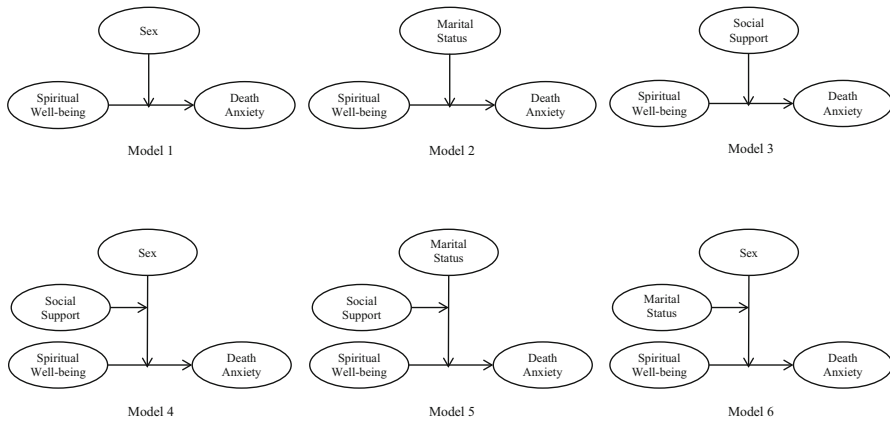 Sex
Spiritual
Well-being
Death
Anxiety
Model 1
Marital
Status
Spiritual
Well-being
Death
Anxiety
Model 2
Social
Support
Spiritual
Well-being
Death
Anxiety
Model 3
Sex
Social
Support
Spiritual
Well-being
Death
Anxiety
Model 4
Marital
Status
Social
Support
Spiritual
Well-being
Death
Anxiety
Model 5
Sex
Marital
Status
Spiritual
Well-being
Death
Anxiety
Model 6